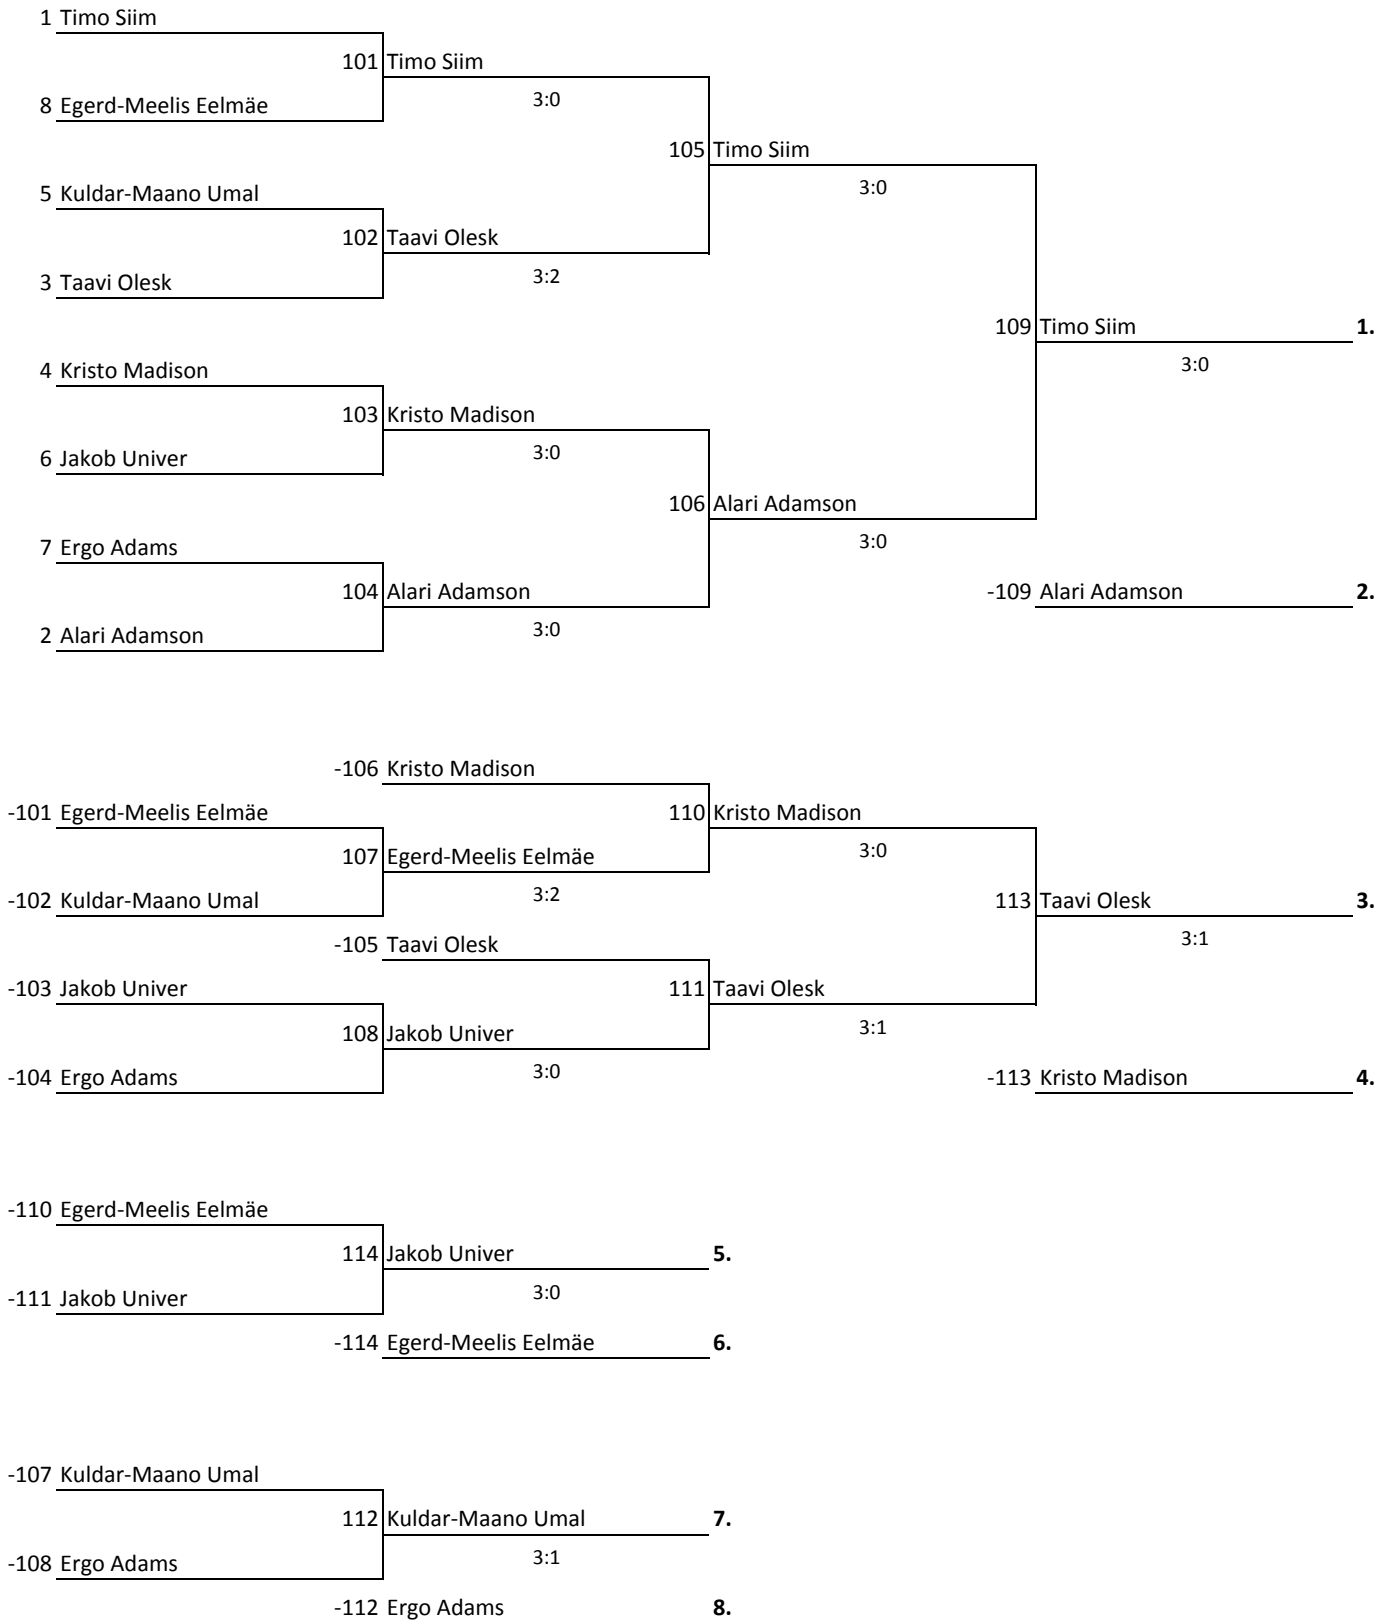 1 Timo Siim
101 Timo Siim
8 Egerd-Meelis Eelmäe
3:0
105 Timo Siim
5 Kuldar-Maano Umal
3:0
102 Taavi Olesk
3 Taavi Olesk
3:2
109 Timo Siim 1.
4 Kristo Madison
3:0
103 Kristo Madison
6 Jakob Univer
3:0
106 Alari Adamson
7 Ergo Adams
3:0
104 Alari Adamson
-109 Alari Adamson 2.
2 Alari Adamson
3:0
-106 Kristo Madison
-101 Egerd-Meelis Eelmäe
110 Kristo Madison
107 Egerd-Meelis Eelmäe
3:0
-102 Kuldar-Maano Umal
3:2
113 Taavi Olesk 3.
-105 Taavi Olesk
3:1
-103 Jakob Univer
111 Taavi Olesk
108 Jakob Univer
3:1
-104 Ergo Adams
3:0
-113 Kristo Madison 4.
-110 Egerd-Meelis Eelmäe
114 Jakob Univer 5.
-111 Jakob Univer
3:0
-114 Egerd-Meelis Eelmäe 6.
-107 Kuldar-Maano Umal
112 Kuldar-Maano Umal 7.
-108 Ergo Adams
3:1
-112 Ergo Adams 8.